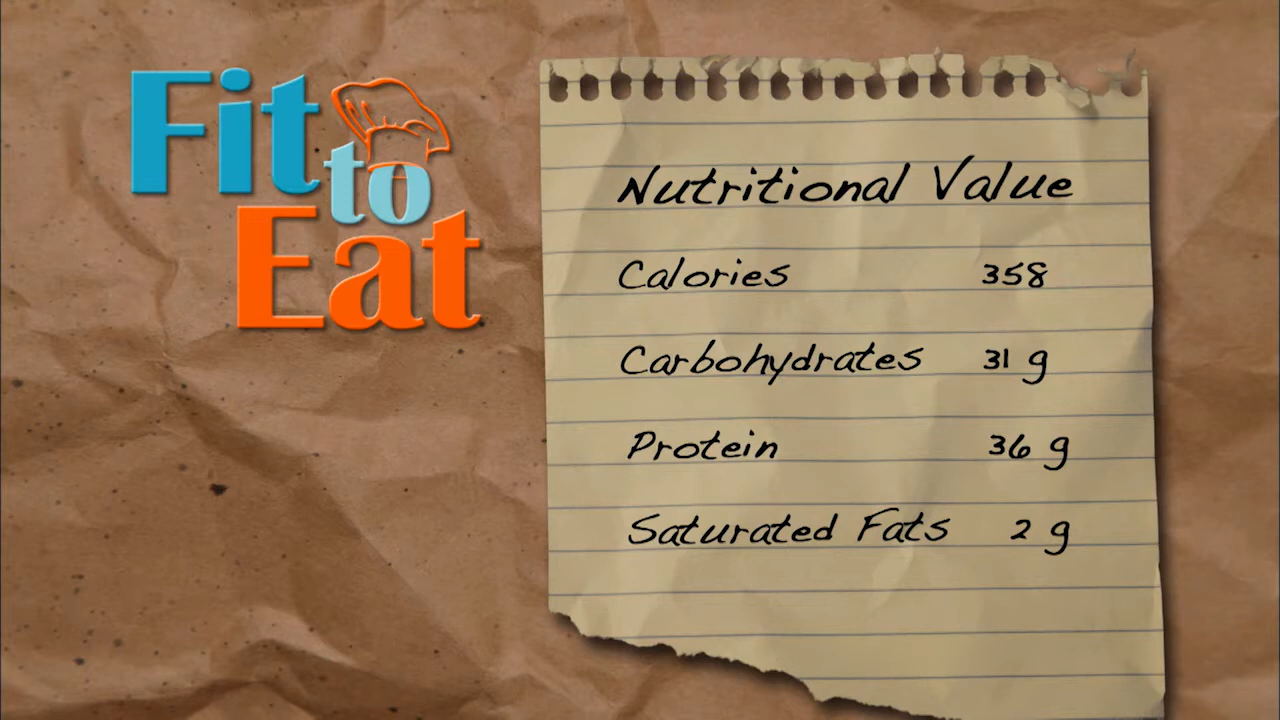 Fit
to
Eat
Nutritional Value
Calories 358
Carbohydrates 31 g
Protein 36 g
Saturated Fats 2 g